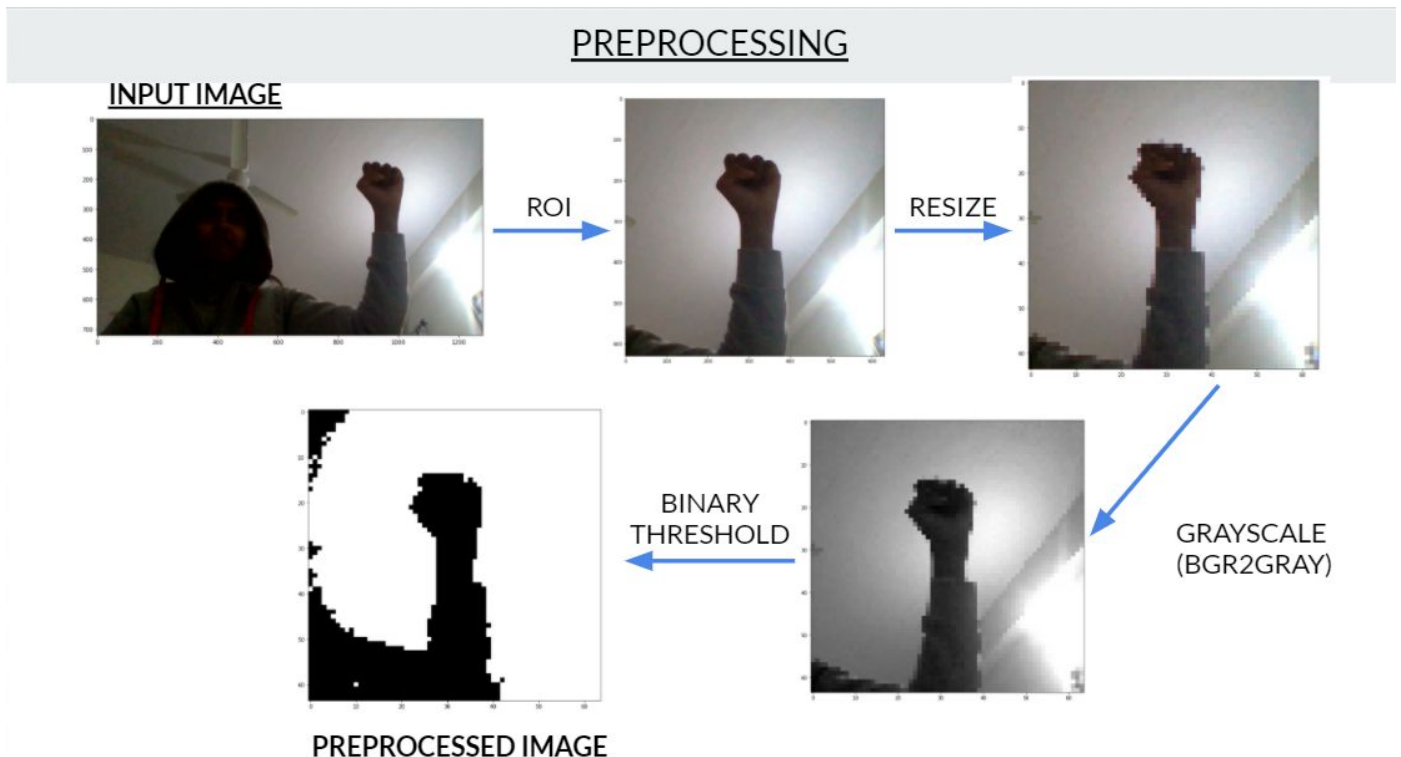 PREPROCESSING
INPUT IMAGE
ROI
RESIZE
GRAYSCALE
(BGR2GRAY)
BINARY
THRESHOLD
PREPROCESSED IMAGE